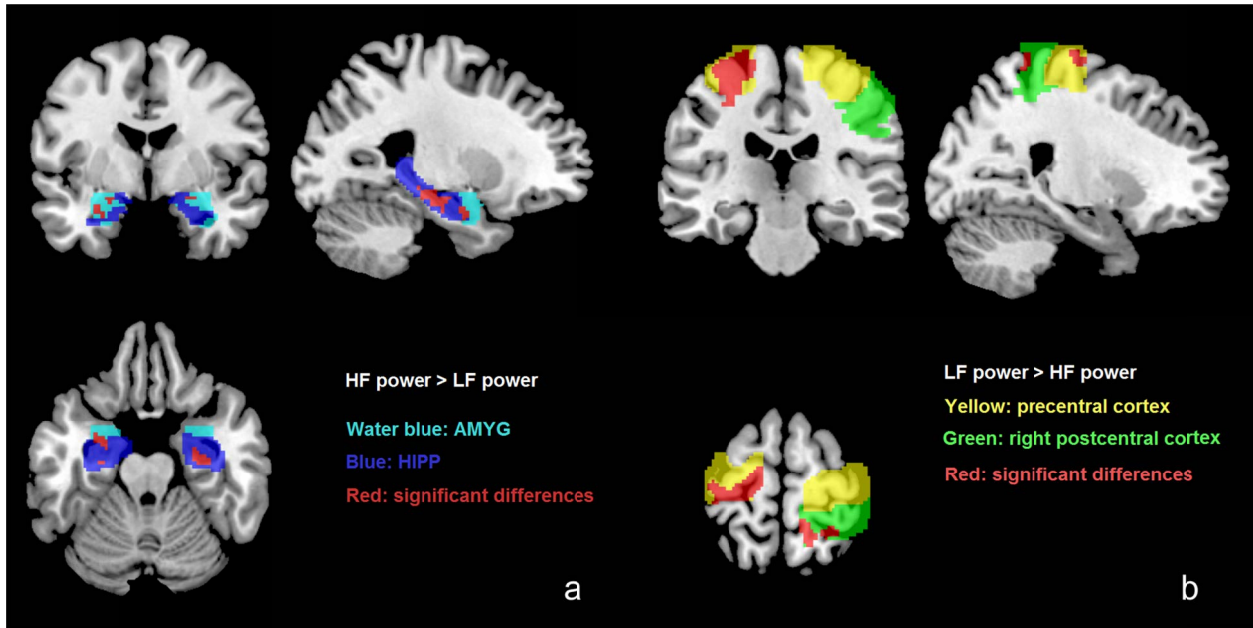 HF power > LF power
Water blue: AMYG
Blue: HIPP
Red: significant differences
a
LF power > HF power
Yellow: precentral cortex
Green: right postcentral cortex
Red: significant differences
b